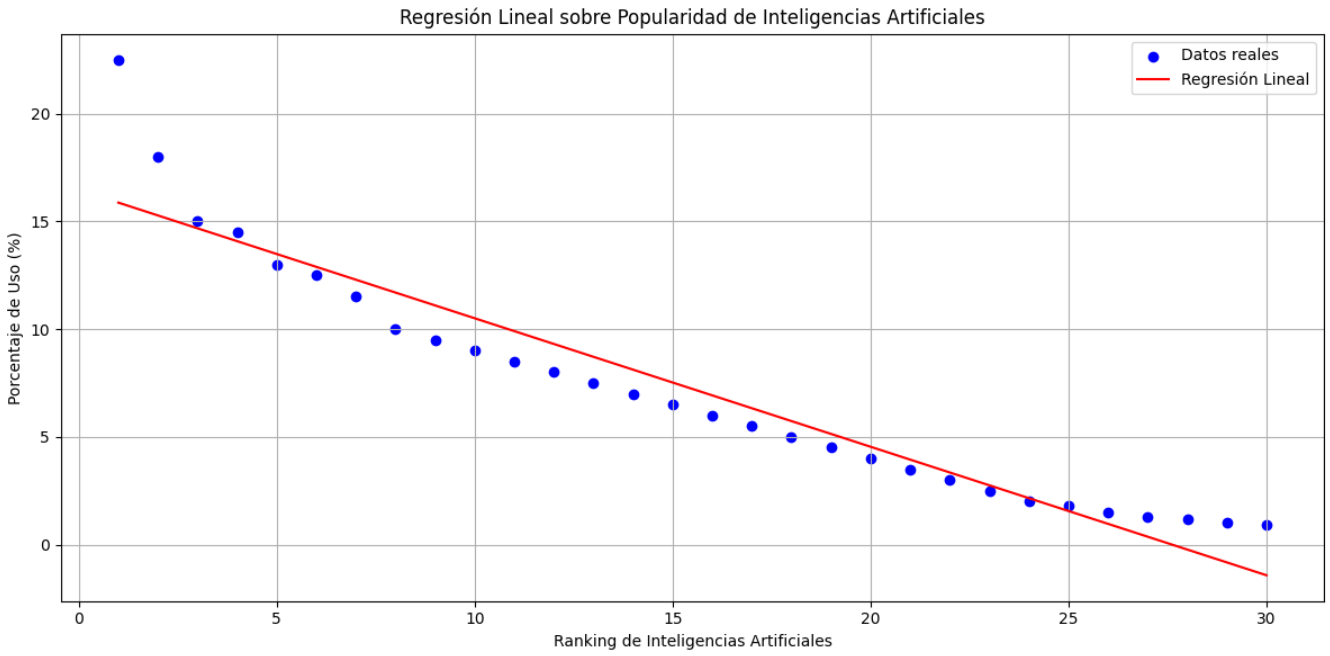 Regresión Lineal sobre Popularidad de Inteligencias Artificiales
Datos reales
Regresión Lineal
Porcentaje de Uso (%)
20
15
10
5
0
0 5 10 15 20 25 30
Ranking de Inteligencias Artificiales